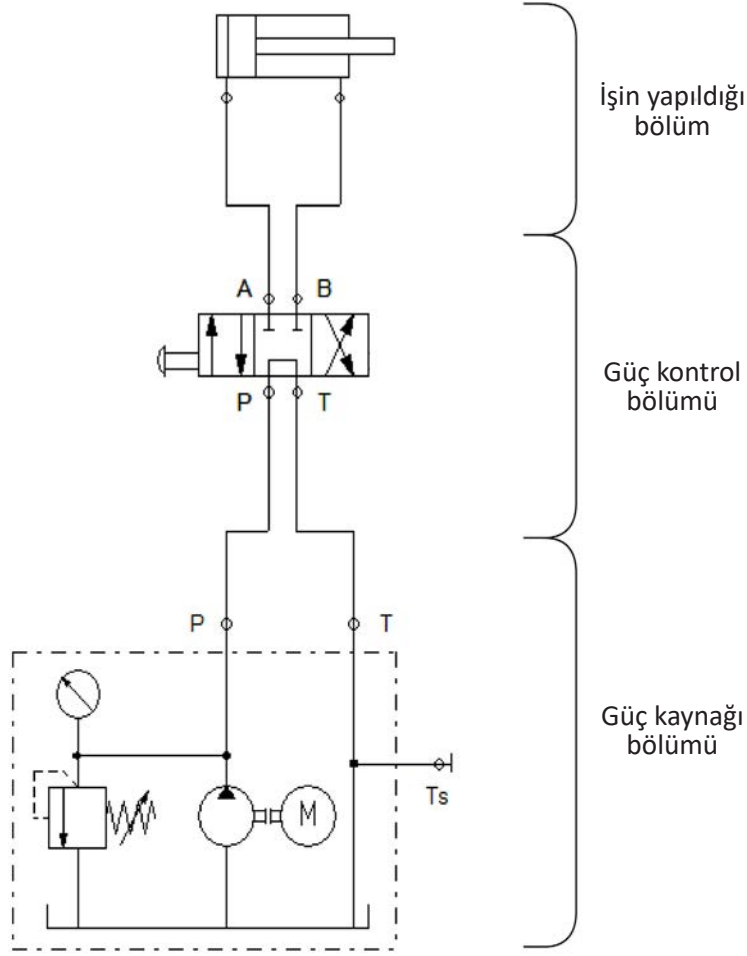 İşin yapıldığı
bölüm
A B
Güç kontrol
bölümü
P T
P T
Güç kaynağı
bölümü
Ts
M